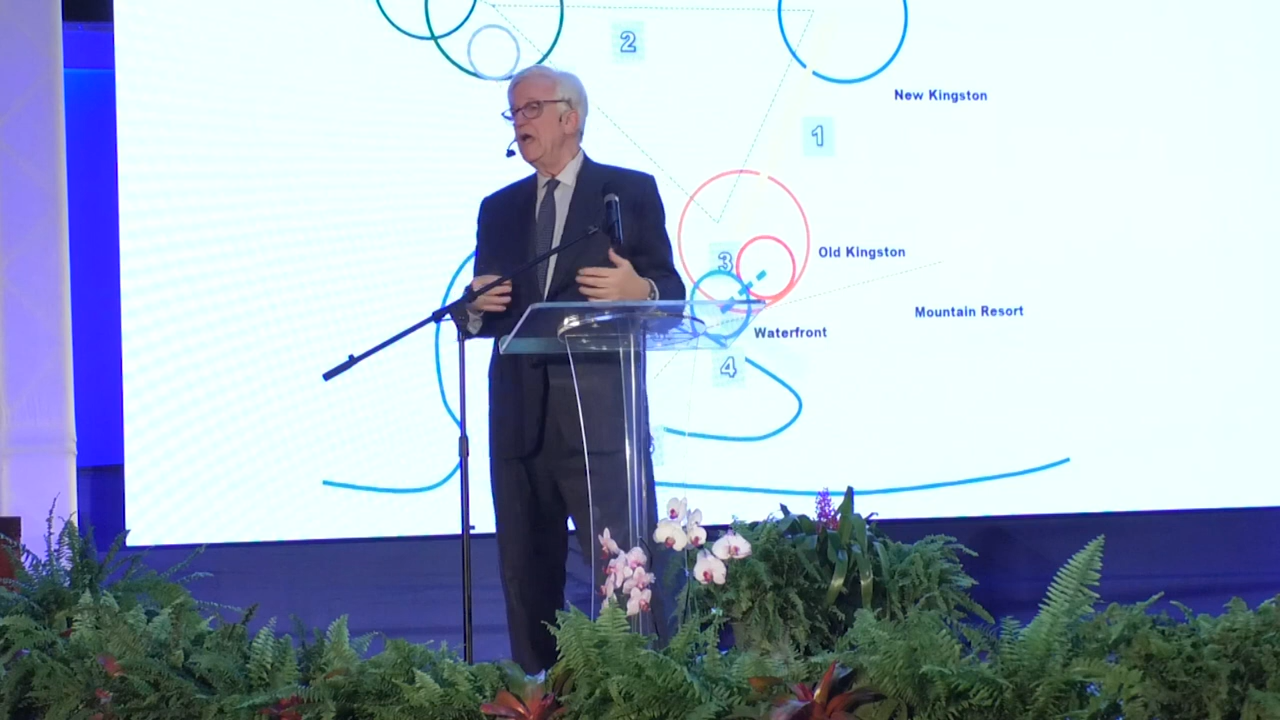 2
New Kingston
1
Old Kingston
3
Mountain Resort
Waterfront
4